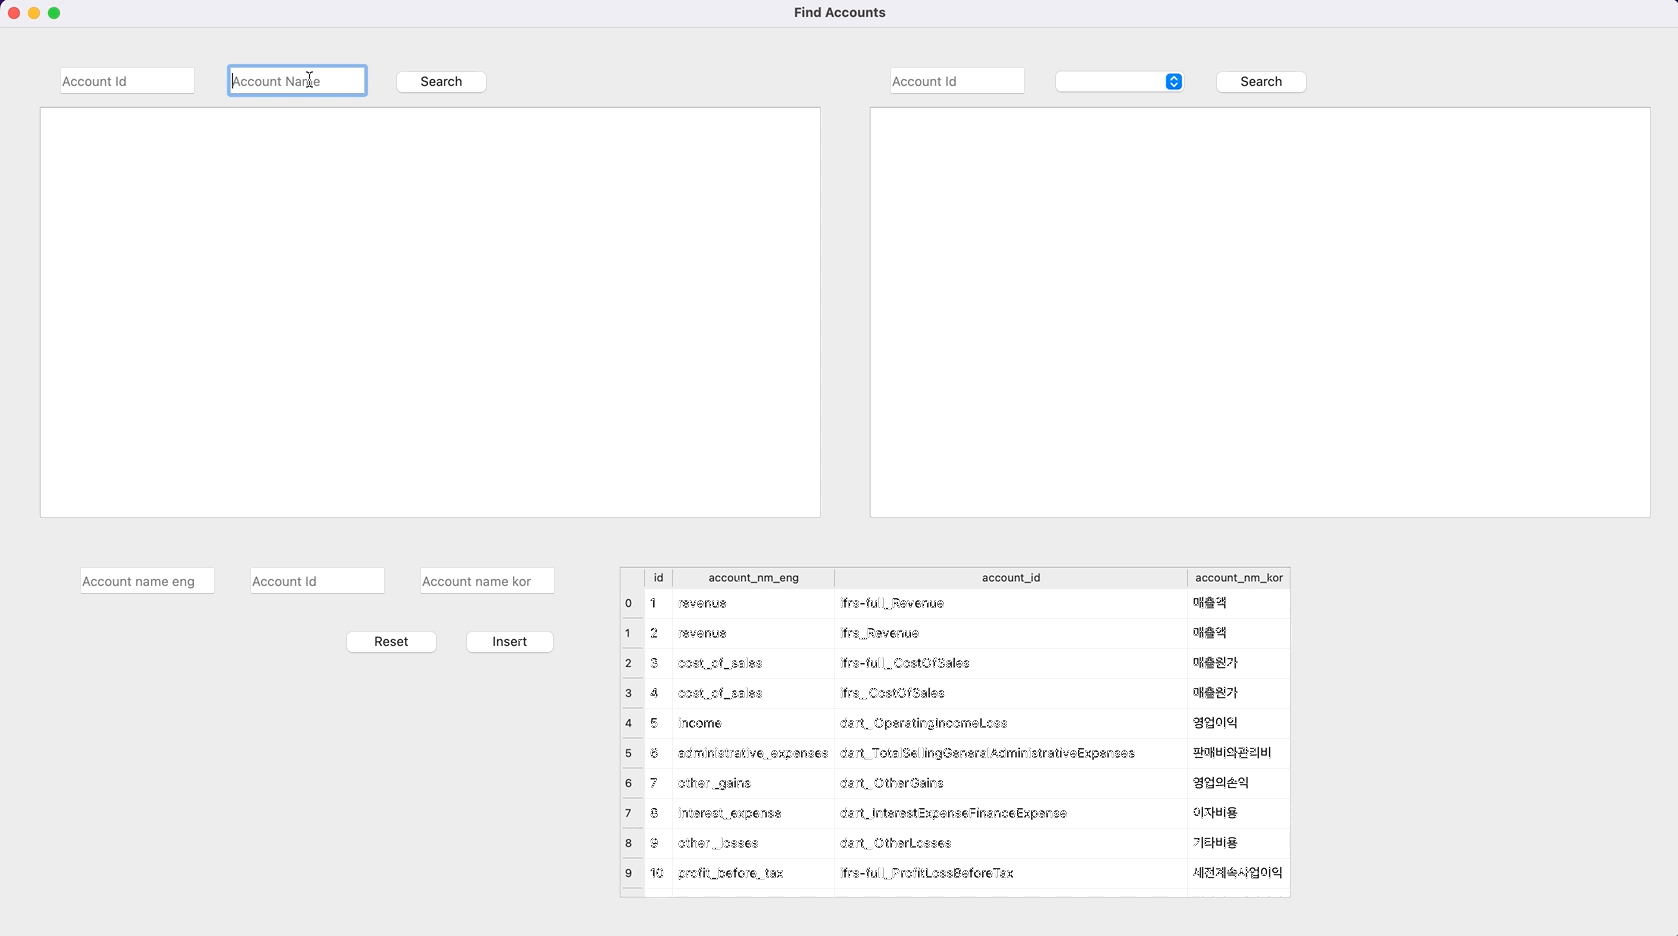 Find Accounts
Account Id Account Name Search Account Id Search
Account name eng Account Id Account name kor
Reset Insert
id account_nm_eng account_id account_nm_kor
0 1 revenue ifrs-full_Revenue 매출액
1 2 revenue ifrs_Revenue 매출액
2 3 cost_of_sales ifrs-full_CostOfSales 매출원가
3 4 cost_of_sales ifrs_CostOfSales 매출원가
4 5 income dart_OperatingIncomeLoss 영업이익
5 6 administrative_expenses dart_TotalSellingGeneralAdministrativeExpenses 판매비와관리비
6 7 other_gains dart_OtherGains 영업외손익
7 8 interest_expense dart_InterestExpenseFinanceExpense 이자비용
8 9 other_losses dart_OtherLosses 기타비용
9 10 profit_before_tax ifrs-full_ProfitLossBeforeTax 세전계속사업이익